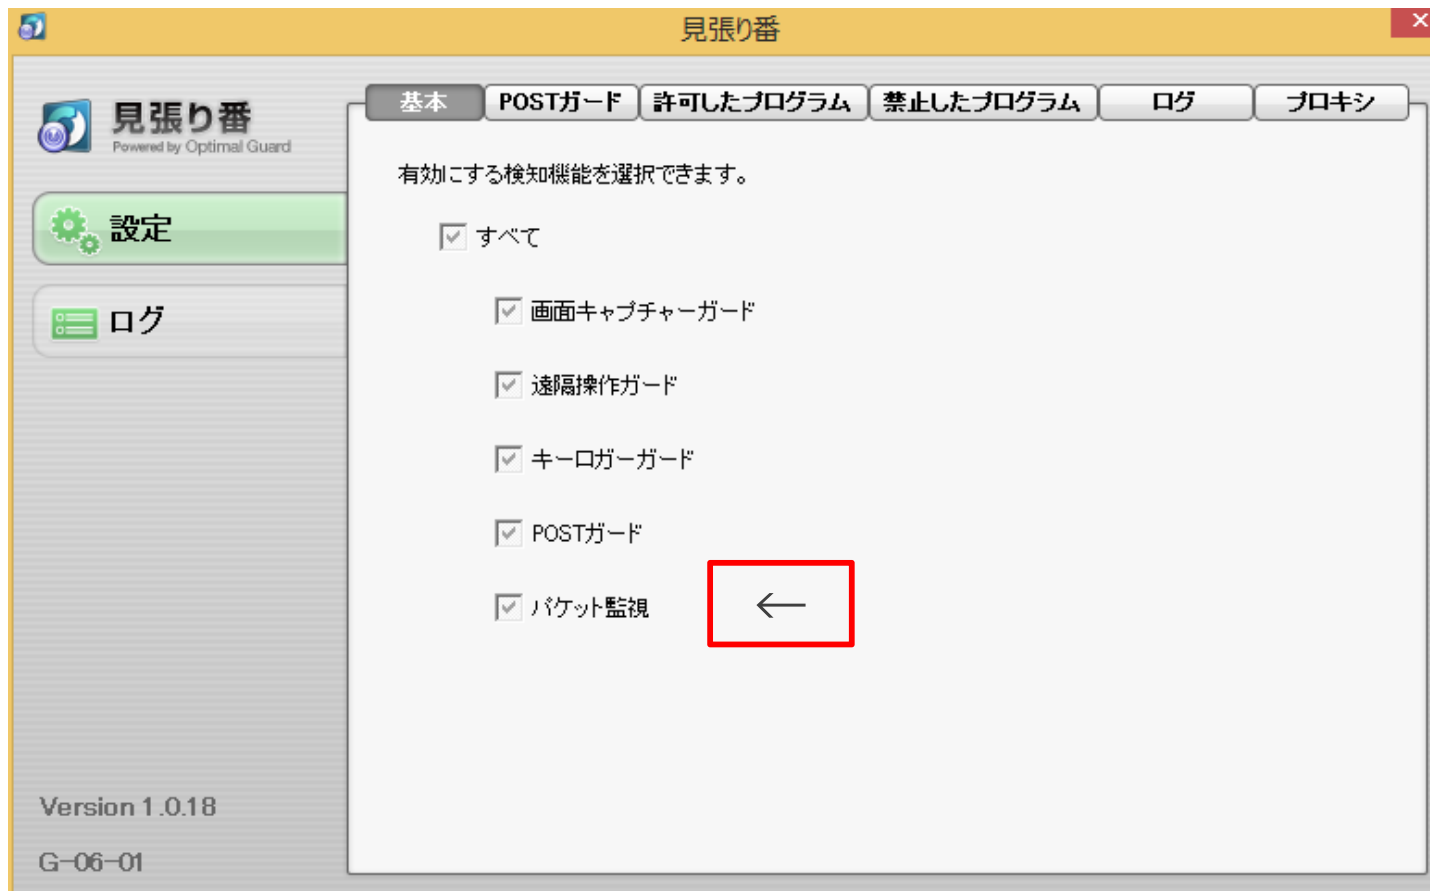 見張り番
見張り番
Powered by Optimal Guard
設定
ログ
Version 1.0.18
G-06-01
基本 POSTガード 許可したプログラム 禁止したプログラム ログ プロキシ
有効にする検知機能を選択できます。
すべて
画面キャプチャーガード
遠隔操作ガード
キーロガーガード
POSTガード
パケット監視 ←